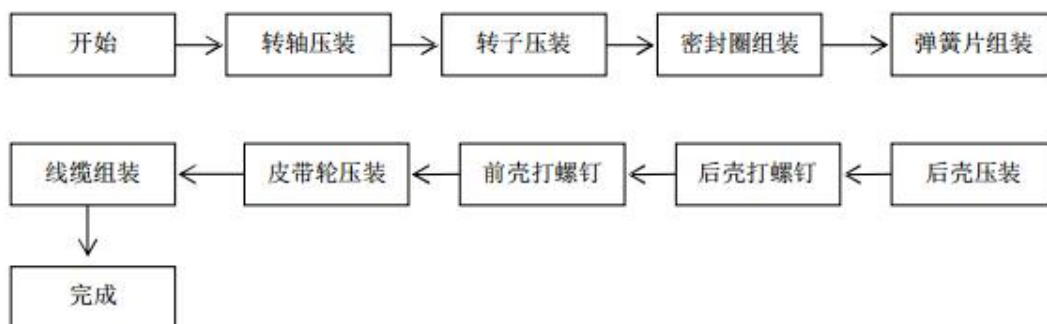 开始
转轴压装
转子压装
密封圈组装
弹簧片组装
线缆组装
皮带轮压装
前壳打螺钉
后壳打螺钉
后壳压装
完成